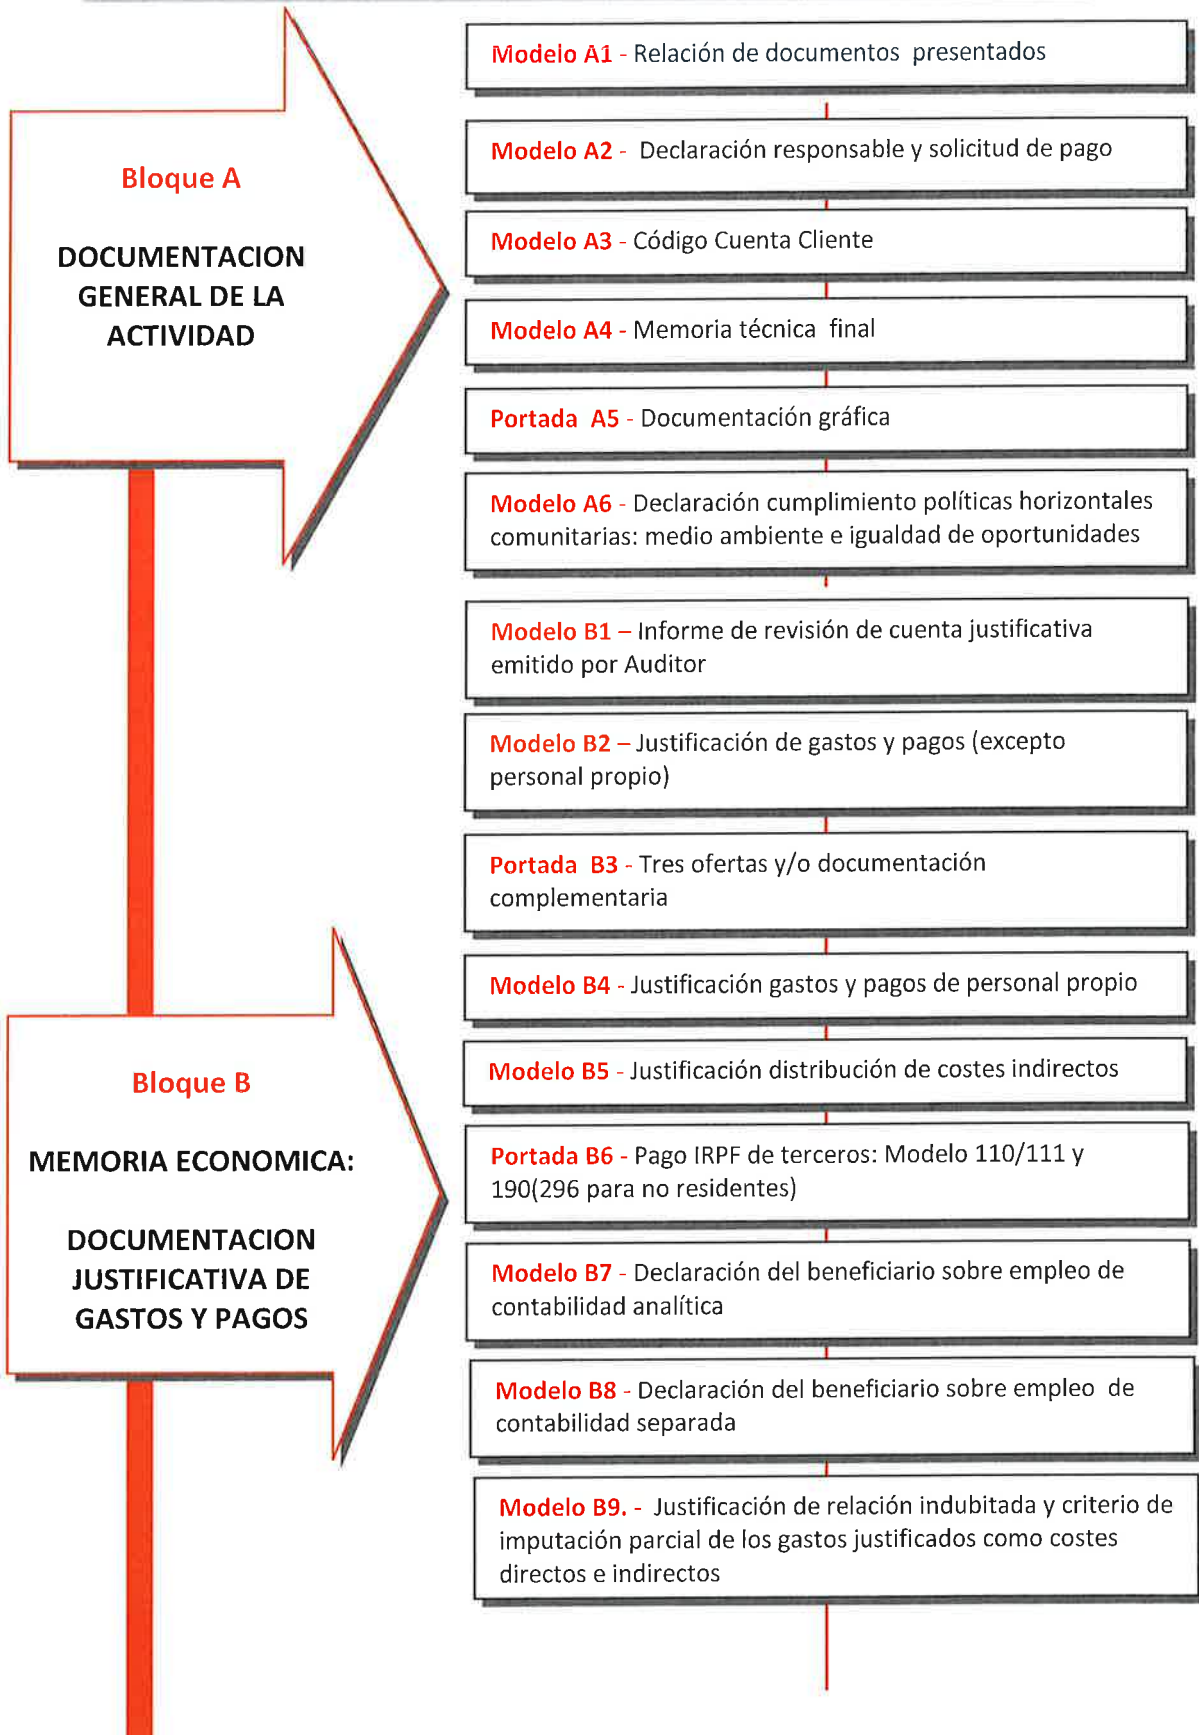 Bloque A
DOCUMENTACION
GENERAL DE LA
ACTIVIDAD
Modelo A1 - Relación de documentos presentados
Modelo A2 - Declaración responsable y solicitud de pago
Modelo A3 - Código Cuenta Cliente
Modelo A4 - Memoria técnica final
Portada A5 - Documentación gráfica
Modelo A6 - Declaración cumplimiento políticas horizontales
comunitarias: medio ambiente e igualdad de oportunidades
Bloque B
MEMORIA ECONOMICA:
DOCUMENTACION
JUSTIFICATIVA DE
GASTOS Y PAGOS
Modelo B1 – Informe de revisión de cuenta justificativa
emitido por Auditor
Modelo B2 – Justificación de gastos y pagos (excepto
personal propio)
Portada B3 - Tres ofertas y/o documentación
complementaria
Modelo B4 - Justificación gastos y pagos de personal propio
Modelo B5 - Justificación distribución de costes indirectos
Portada B6 - Pago IRPF de terceros: Modelo 110/111 y
190(296 para no residentes)
Modelo B7 - Declaración del beneficiario sobre empleo de
contabilidad analítica
Modelo B8 - Declaración del beneficiario sobre empleo de
contabilidad separada
Modelo B9. - Justificación de relación indubitada y criterio de
imputación parcial de los gastos justificados como costes
directos e indirectos